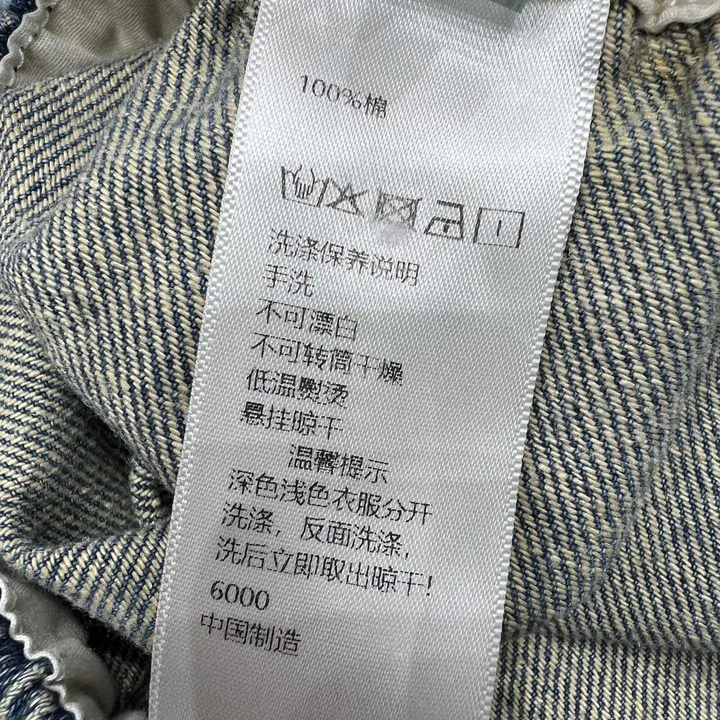 100%棉
洗涤保养说明
手洗
不可漂白
不可转筒干燥
低温熨烫
悬挂晾干
温馨提示
深色浅色衣服分开
洗涤，反面洗涤，
洗后立即取出晾干！
6000
中国制造